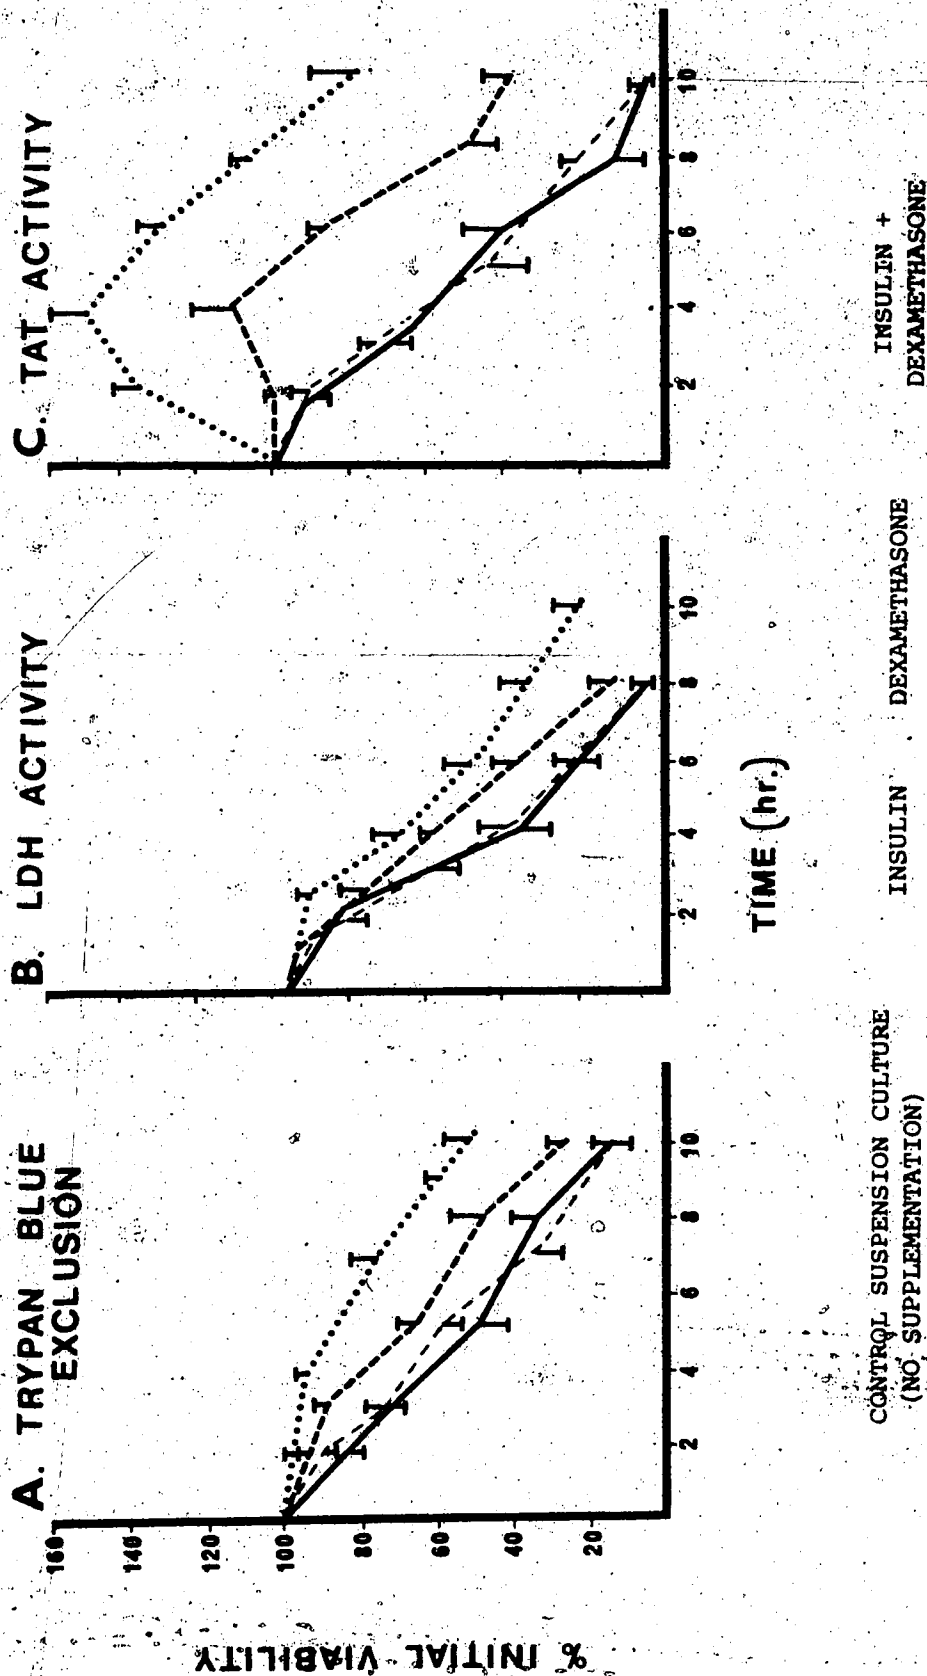 A. TRYPAN BLUE
EXCLUSION
B. LDH ACTIVITY
C. TAT ACTIVITY
% INITIAL VIABILITY
160
140
120
100
80
60
40
20
2 4 6 8 10
2 4 6 8 10
2 4 6 8 10
TIME (hr.)
CONTROL SUSPENSION CULTURE
(NO SUPPLEMENTATION)
INSULIN
DEXAMETHASONE
INSULIN +
DEXAMETHASONE